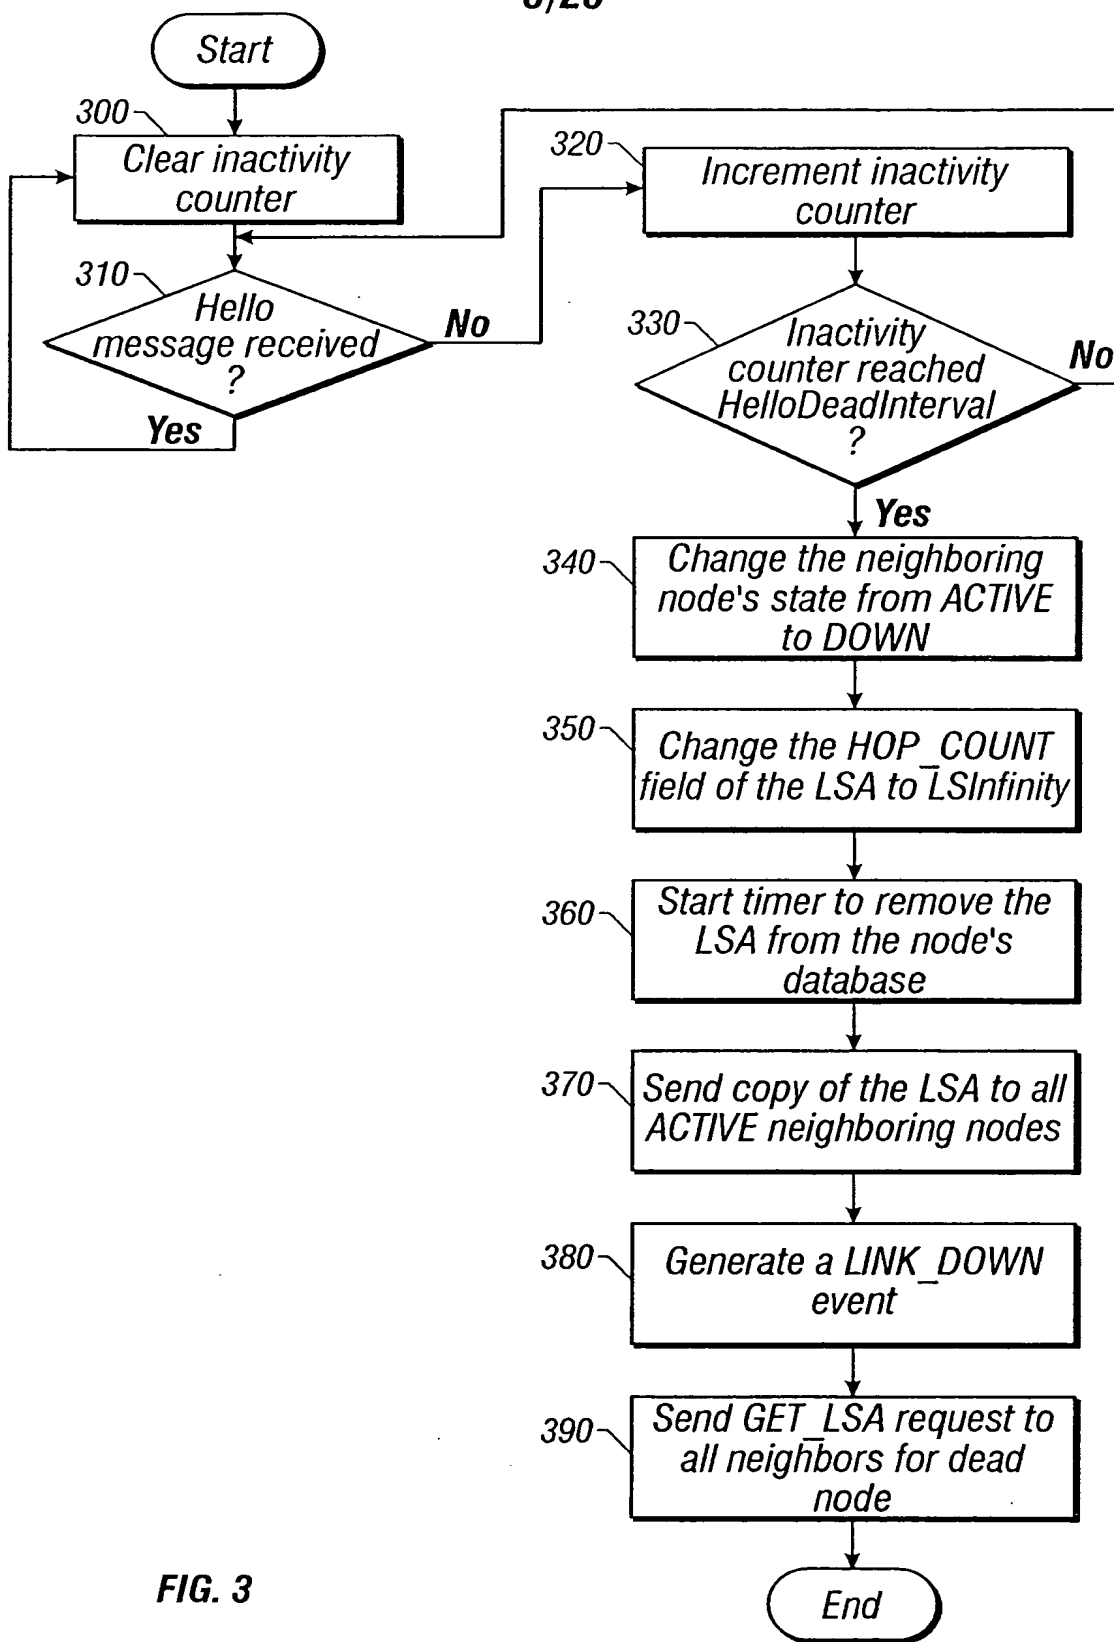 Start
300
Clear inactivity
counter
310
Hello
message received
?
No
Yes
320
Increment inactivity
counter
330
Inactivity
counter reached
HelloDeadInterval
?
No
Yes
340
Change the neighboring
node's state from ACTIVE
to DOWN
350
Change the HOP_COUNT
field of the LSA to LSInfinity
360
Start timer to remove the
LSA from the node's
database
370
Send copy of the LSA to all
ACTIVE neighboring nodes
380
Generate a LINK_DOWN
event
390
Send GET_LSA request to
all neighbors for dead
node
End
FIG. 3